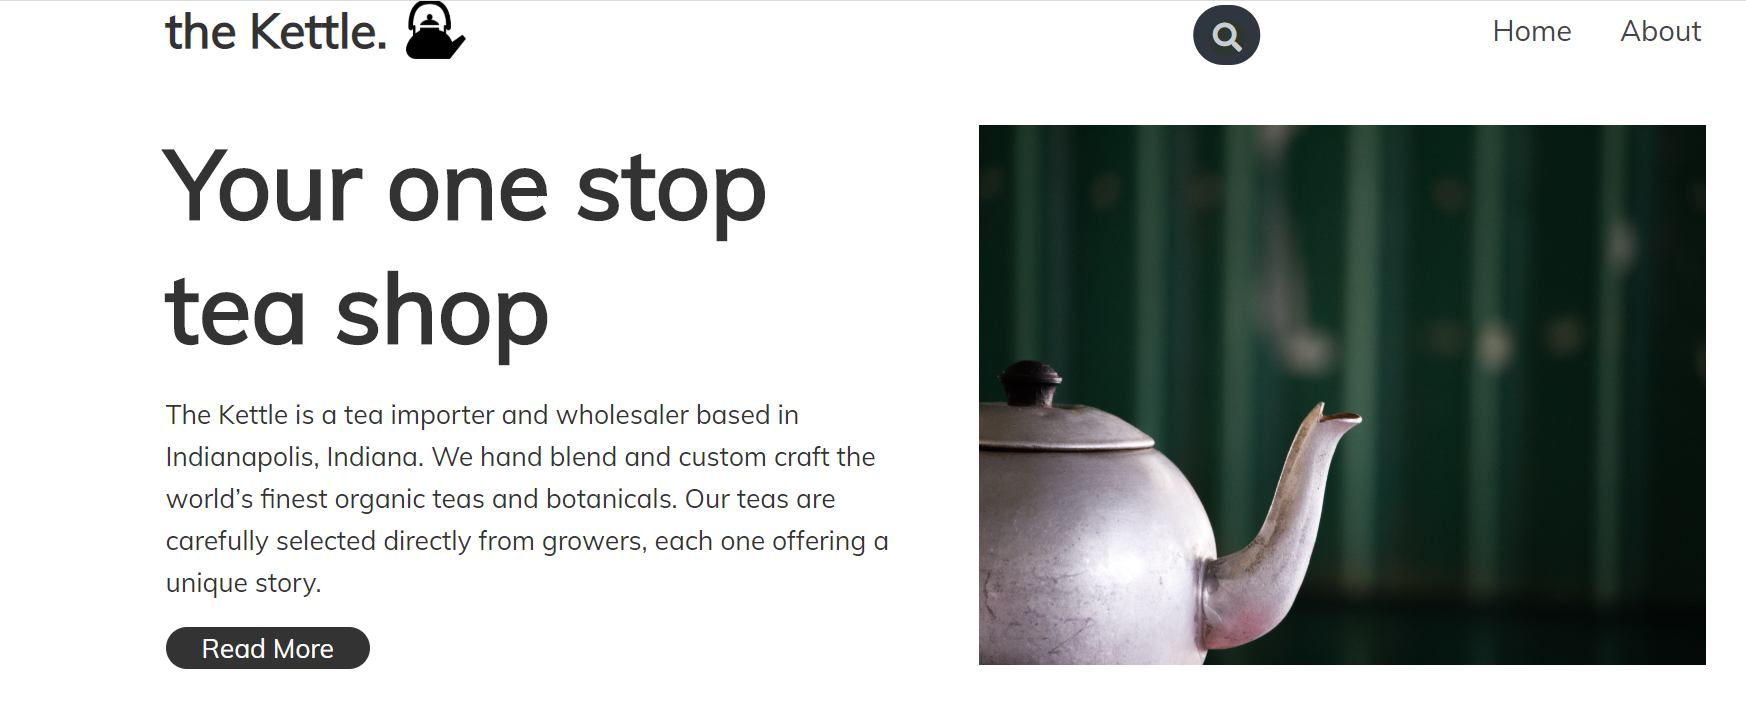 the Kettle.
Home About
Your one stop
tea shop
The Kettle is a tea importer and wholesaler based in
Indianapolis, Indiana. We hand blend and custom craft the
world’s finest organic teas and botanicals. Our teas are
carefully selected directly from growers, each one offering a
unique story.
Read More